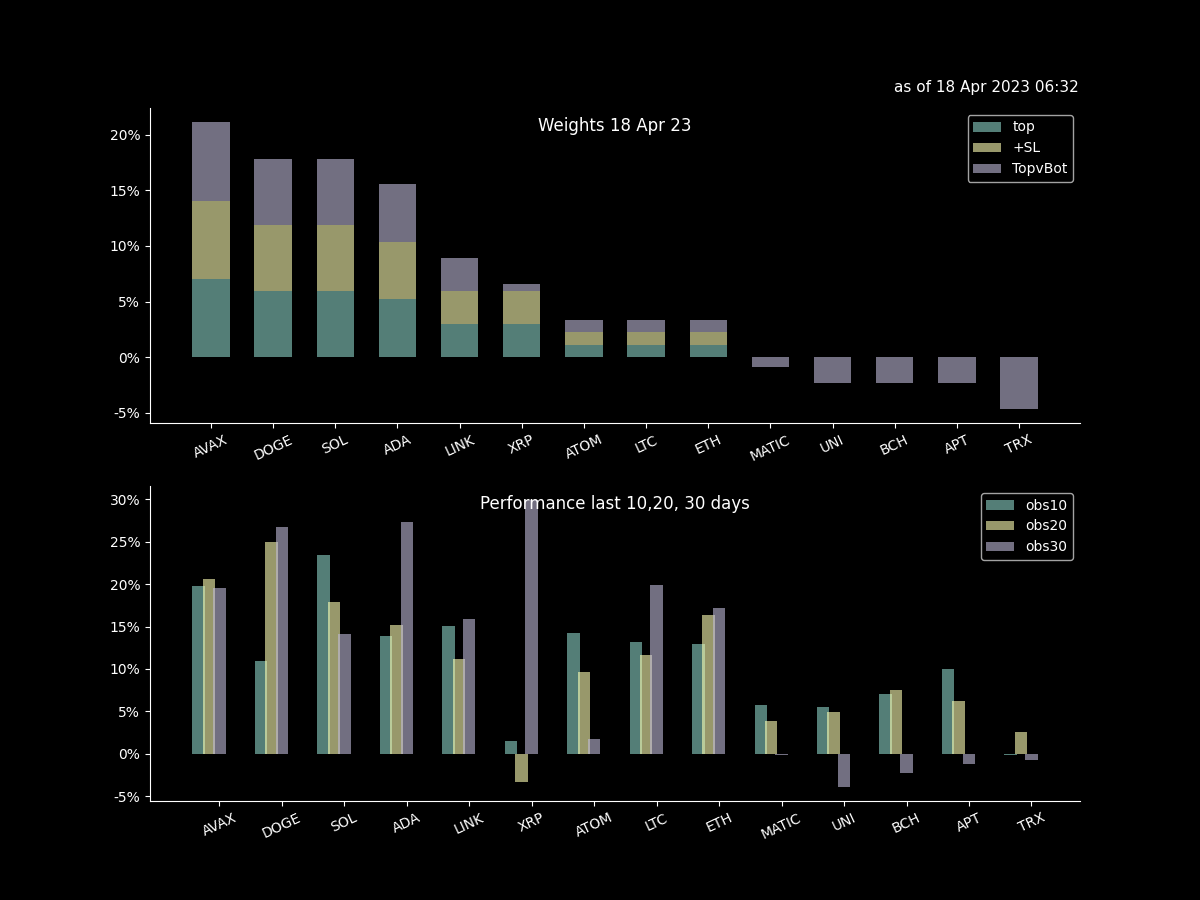 as of 18 Apr 2023 06:32
Weights 18 Apr 23
top
+SL
TopvBot
20%
15%
10%
5%
0%
-5%
AVAX DOGE SOL ADA LINK XRP ATOM LTC ETH MATIC UNI BCH APT TRX
Performance last 10,20, 30 days
obs10
obs20
obs30
30%
25%
20%
15%
10%
5%
0%
-5%
AVAX DOGE SOL ADA LINK XRP ATOM LTC ETH MATIC UNI BCH APT TRX